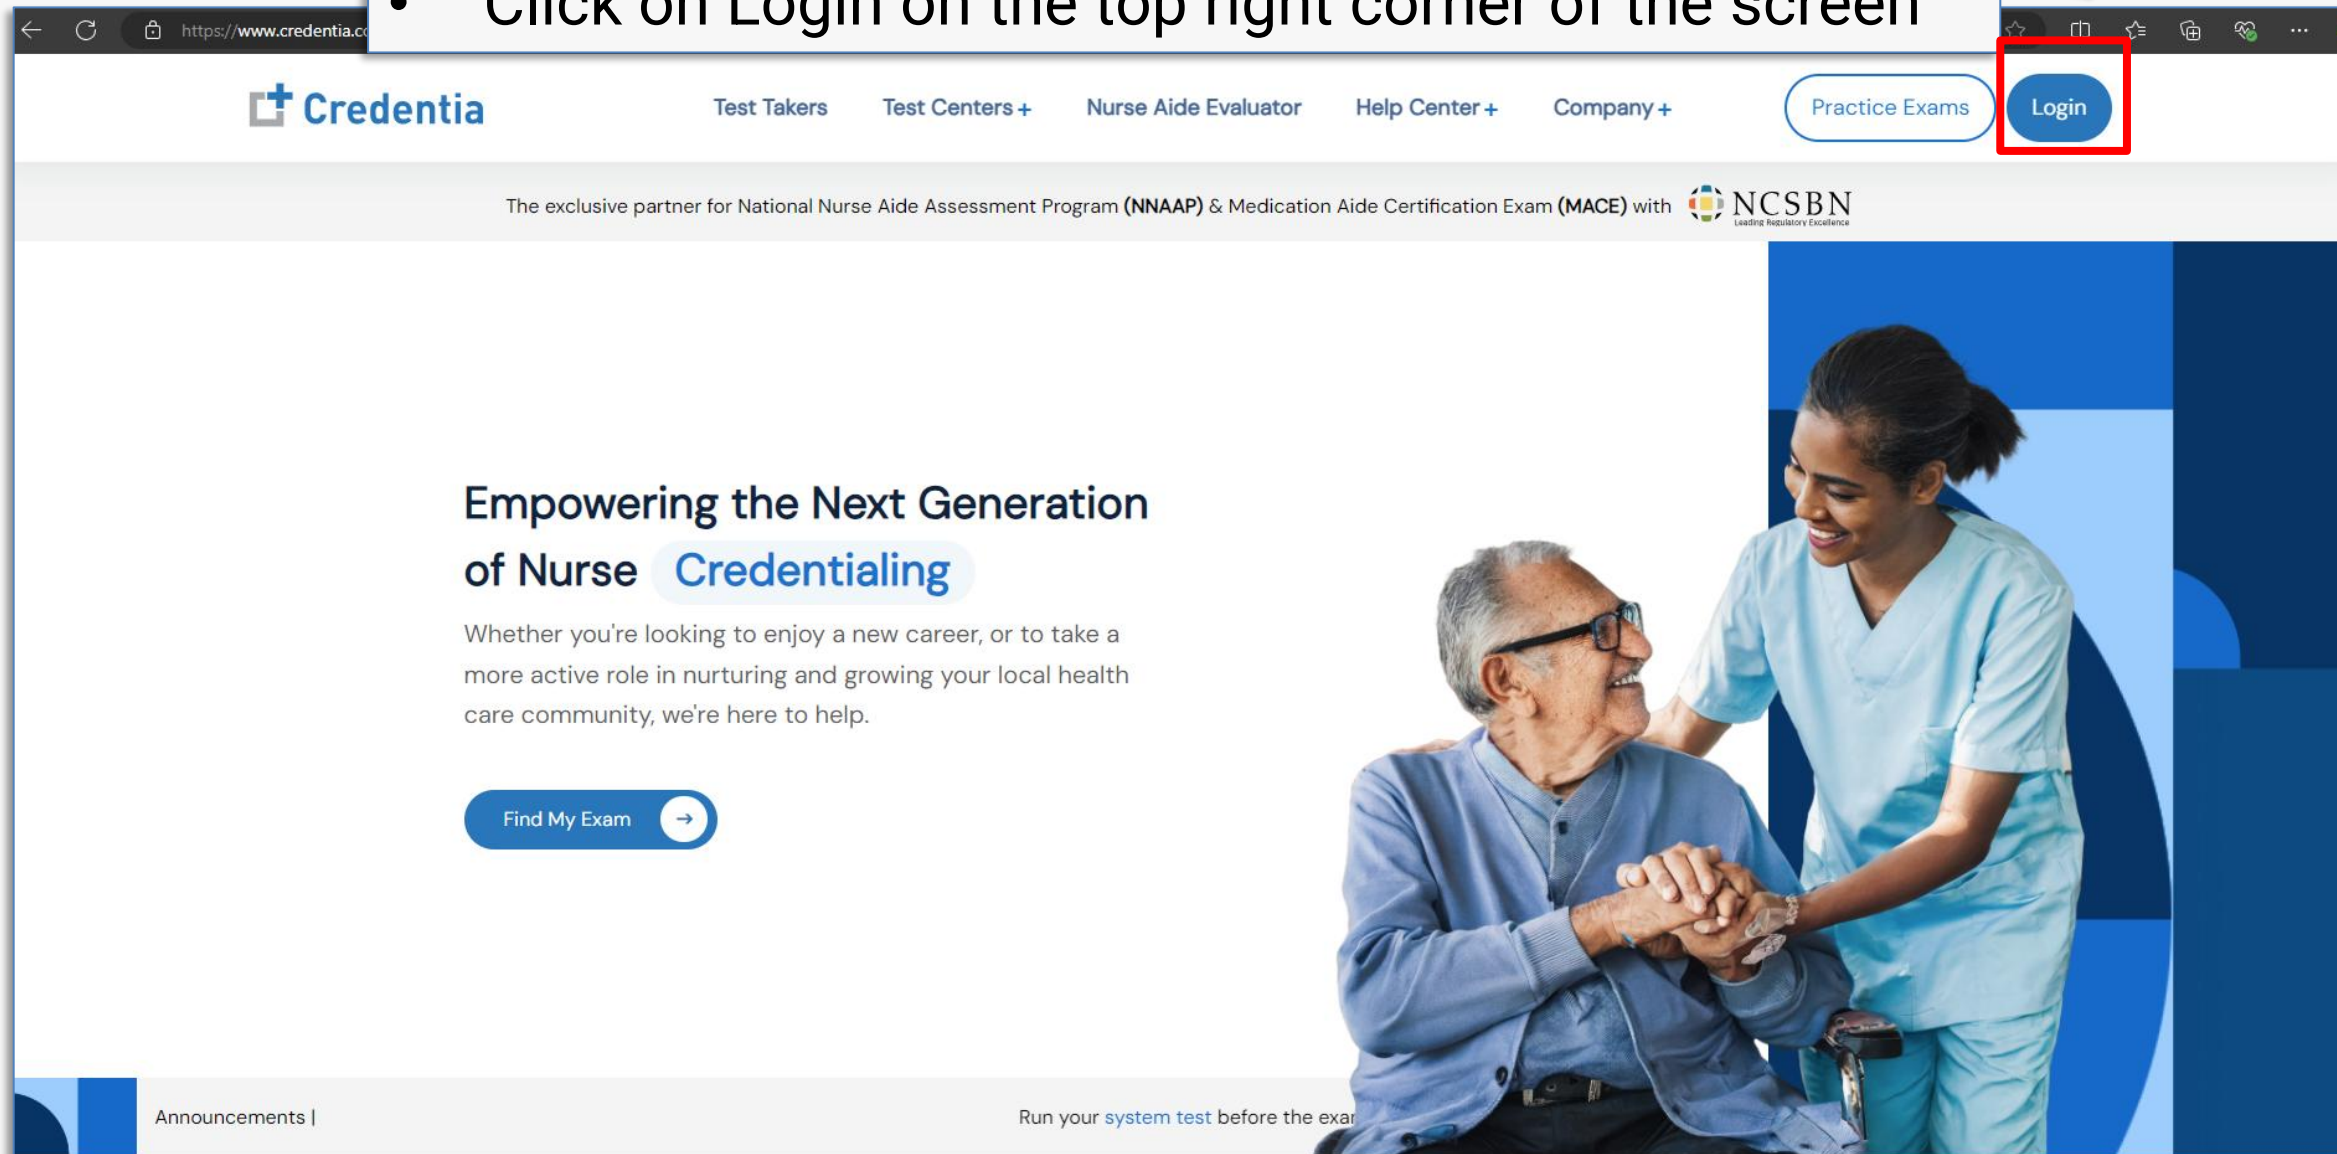 • Click on Login on the top right corner of the screen
https://www.credentia.c
Credentia
Test Takers Test Centers + Nurse Aide Evaluator Help Center + Company + Practice Exams Login
The exclusive partner for National Nurse Aide Assessment Program (NNAAP) & Medication Aide Certification Exam (MACE) with NCSBN
Leading Regulatory Excellence
Empowering the Next Generation
of Nurse Credentialing
Whether you're looking to enjoy a new career, or to take a
more active role in nurturing and growing your local health
care community, we're here to help.
Find My Exam
Announcements | Run your system test before the exa